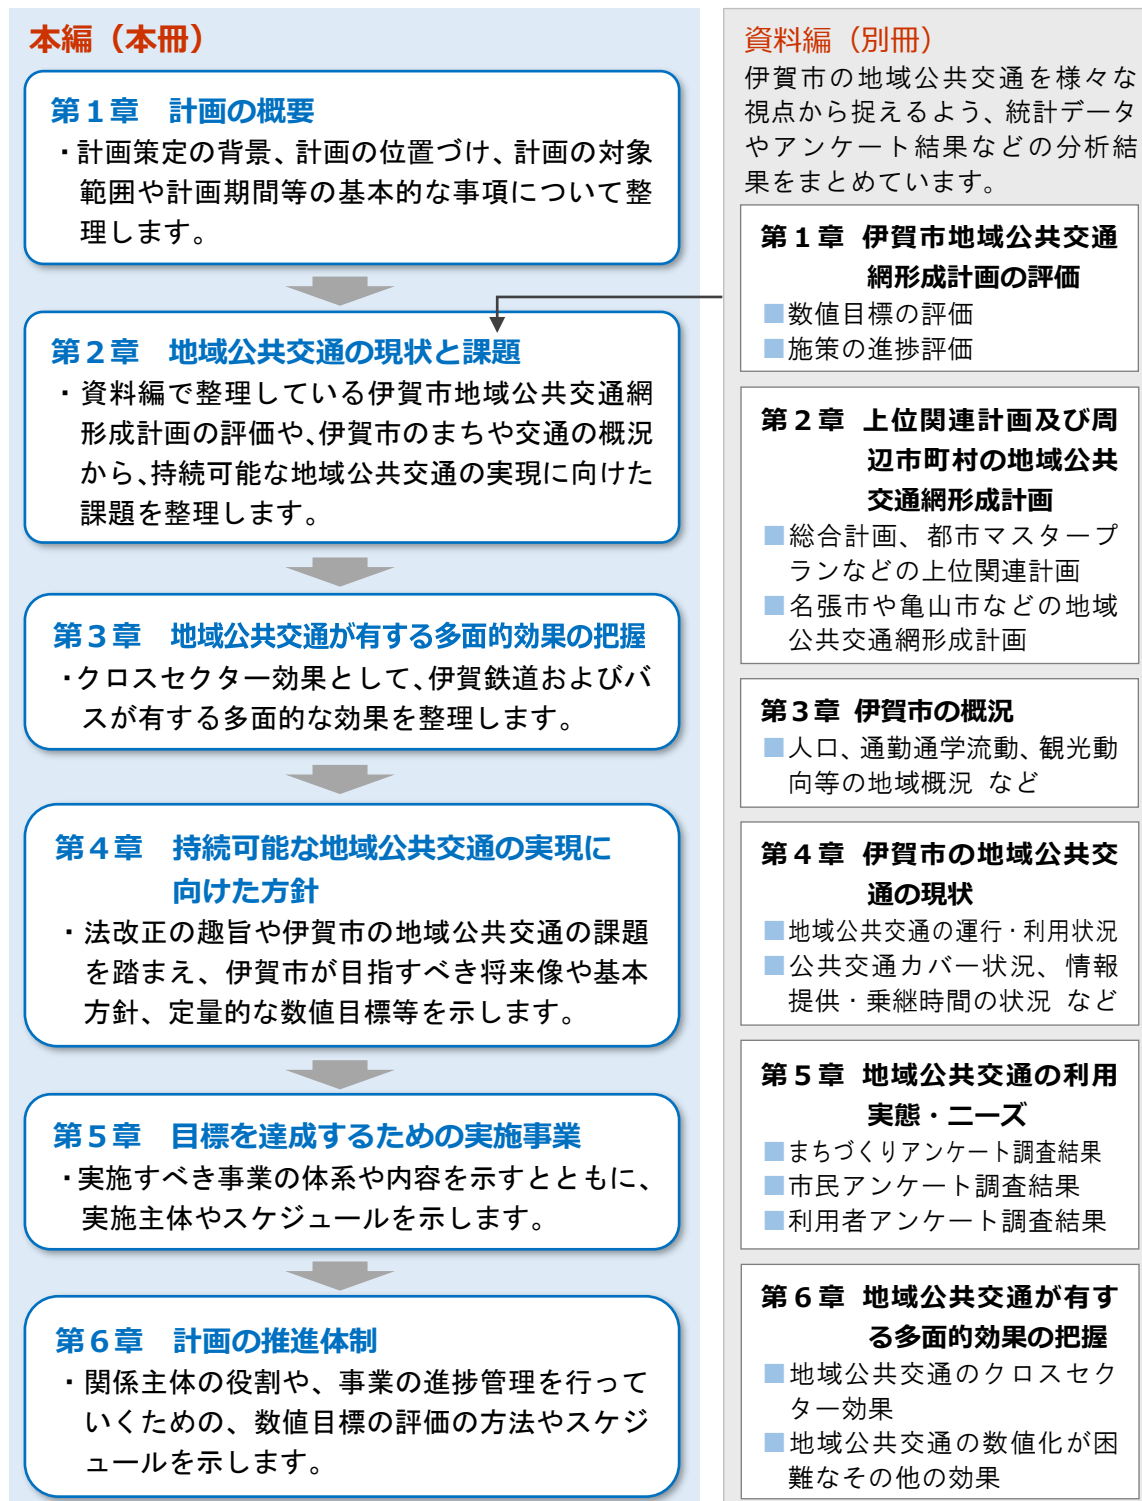 本編（本冊）
第１章　計画の概要
・計画策定の背景、計画の位置づけ、計画の対象
範囲や計画期間等の基本的な事項について整
理します。
第２章　地域公共交通の現状と課題
・資料編で整理している伊賀市地域公共交通網
形成計画の評価や、伊賀市のまちや交通の概況
から、持続可能な地域公共交通の実現に向けた
課題を整理します。
第３章　地域公共交通が有する多面的効果の把握
・クロスセクター効果として、伊賀鉄道およびバ
スが有する多面的な効果を整理します。
第４章　持続可能な地域公共交通の実現に
向けた方針
・法改正の趣旨や伊賀市の地域公共交通の課題
を踏まえ、伊賀市が目指すべき将来像や基本
方針、定量的な数値目標等を示します。
第５章　目標を達成するための実施事業
・実施すべき事業の体系や内容を示すとともに、
実施主体やスケジュールを示します。
第６章　計画の推進体制
・関係主体の役割や、事業の進捗管理を行って
いくための、数値目標の評価の方法やスケジ
ュールを示します。
資料編（別冊）
伊賀市の地域公共交通を様々な
視点から捉えるよう、統計データ
やアンケート結果などの分析結
果をまとめています。
第１章 伊賀市地域公共交通
網形成計画の評価
■数値目標の評価
■施策の進捗評価
第２章 上位関連計画及び周
辺市町村の地域公共
交通網形成計画
■総合計画、都市マスタープ
ランなどの上位関連計画
■名張市や亀山市などの地域
公共交通網形成計画
第３章 伊賀市の概況
■人口、通勤通学流動、観光動
向等の地域概況 など
第４章 伊賀市の地域公共交
通の現状
■地域公共交通の運行・利用状況
■公共交通カバー状況、情報
提供・乗継時間の状況 など
第５章 地域公共交通の利用
実態・ニーズ
■まちづくりアンケート調査結果
■市民アンケート調査結果
■利用者アンケート調査結果
第６章 地域公共交通が有す
る多面的効果の把握
■地域公共交通のクロスセク
ター効果
■地域公共交通の数値化が困
難なその他の効果